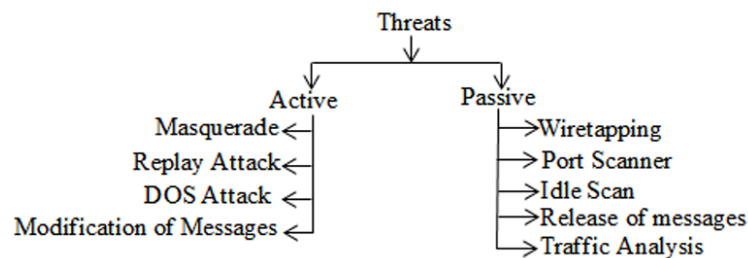 Threats
Active
Masquerade
Replay Attack
DOS Attack
Modification of Messages
Passive
Wiretapping
Port Scanner
Idle Scan
Release of messages
Traffic Analysis